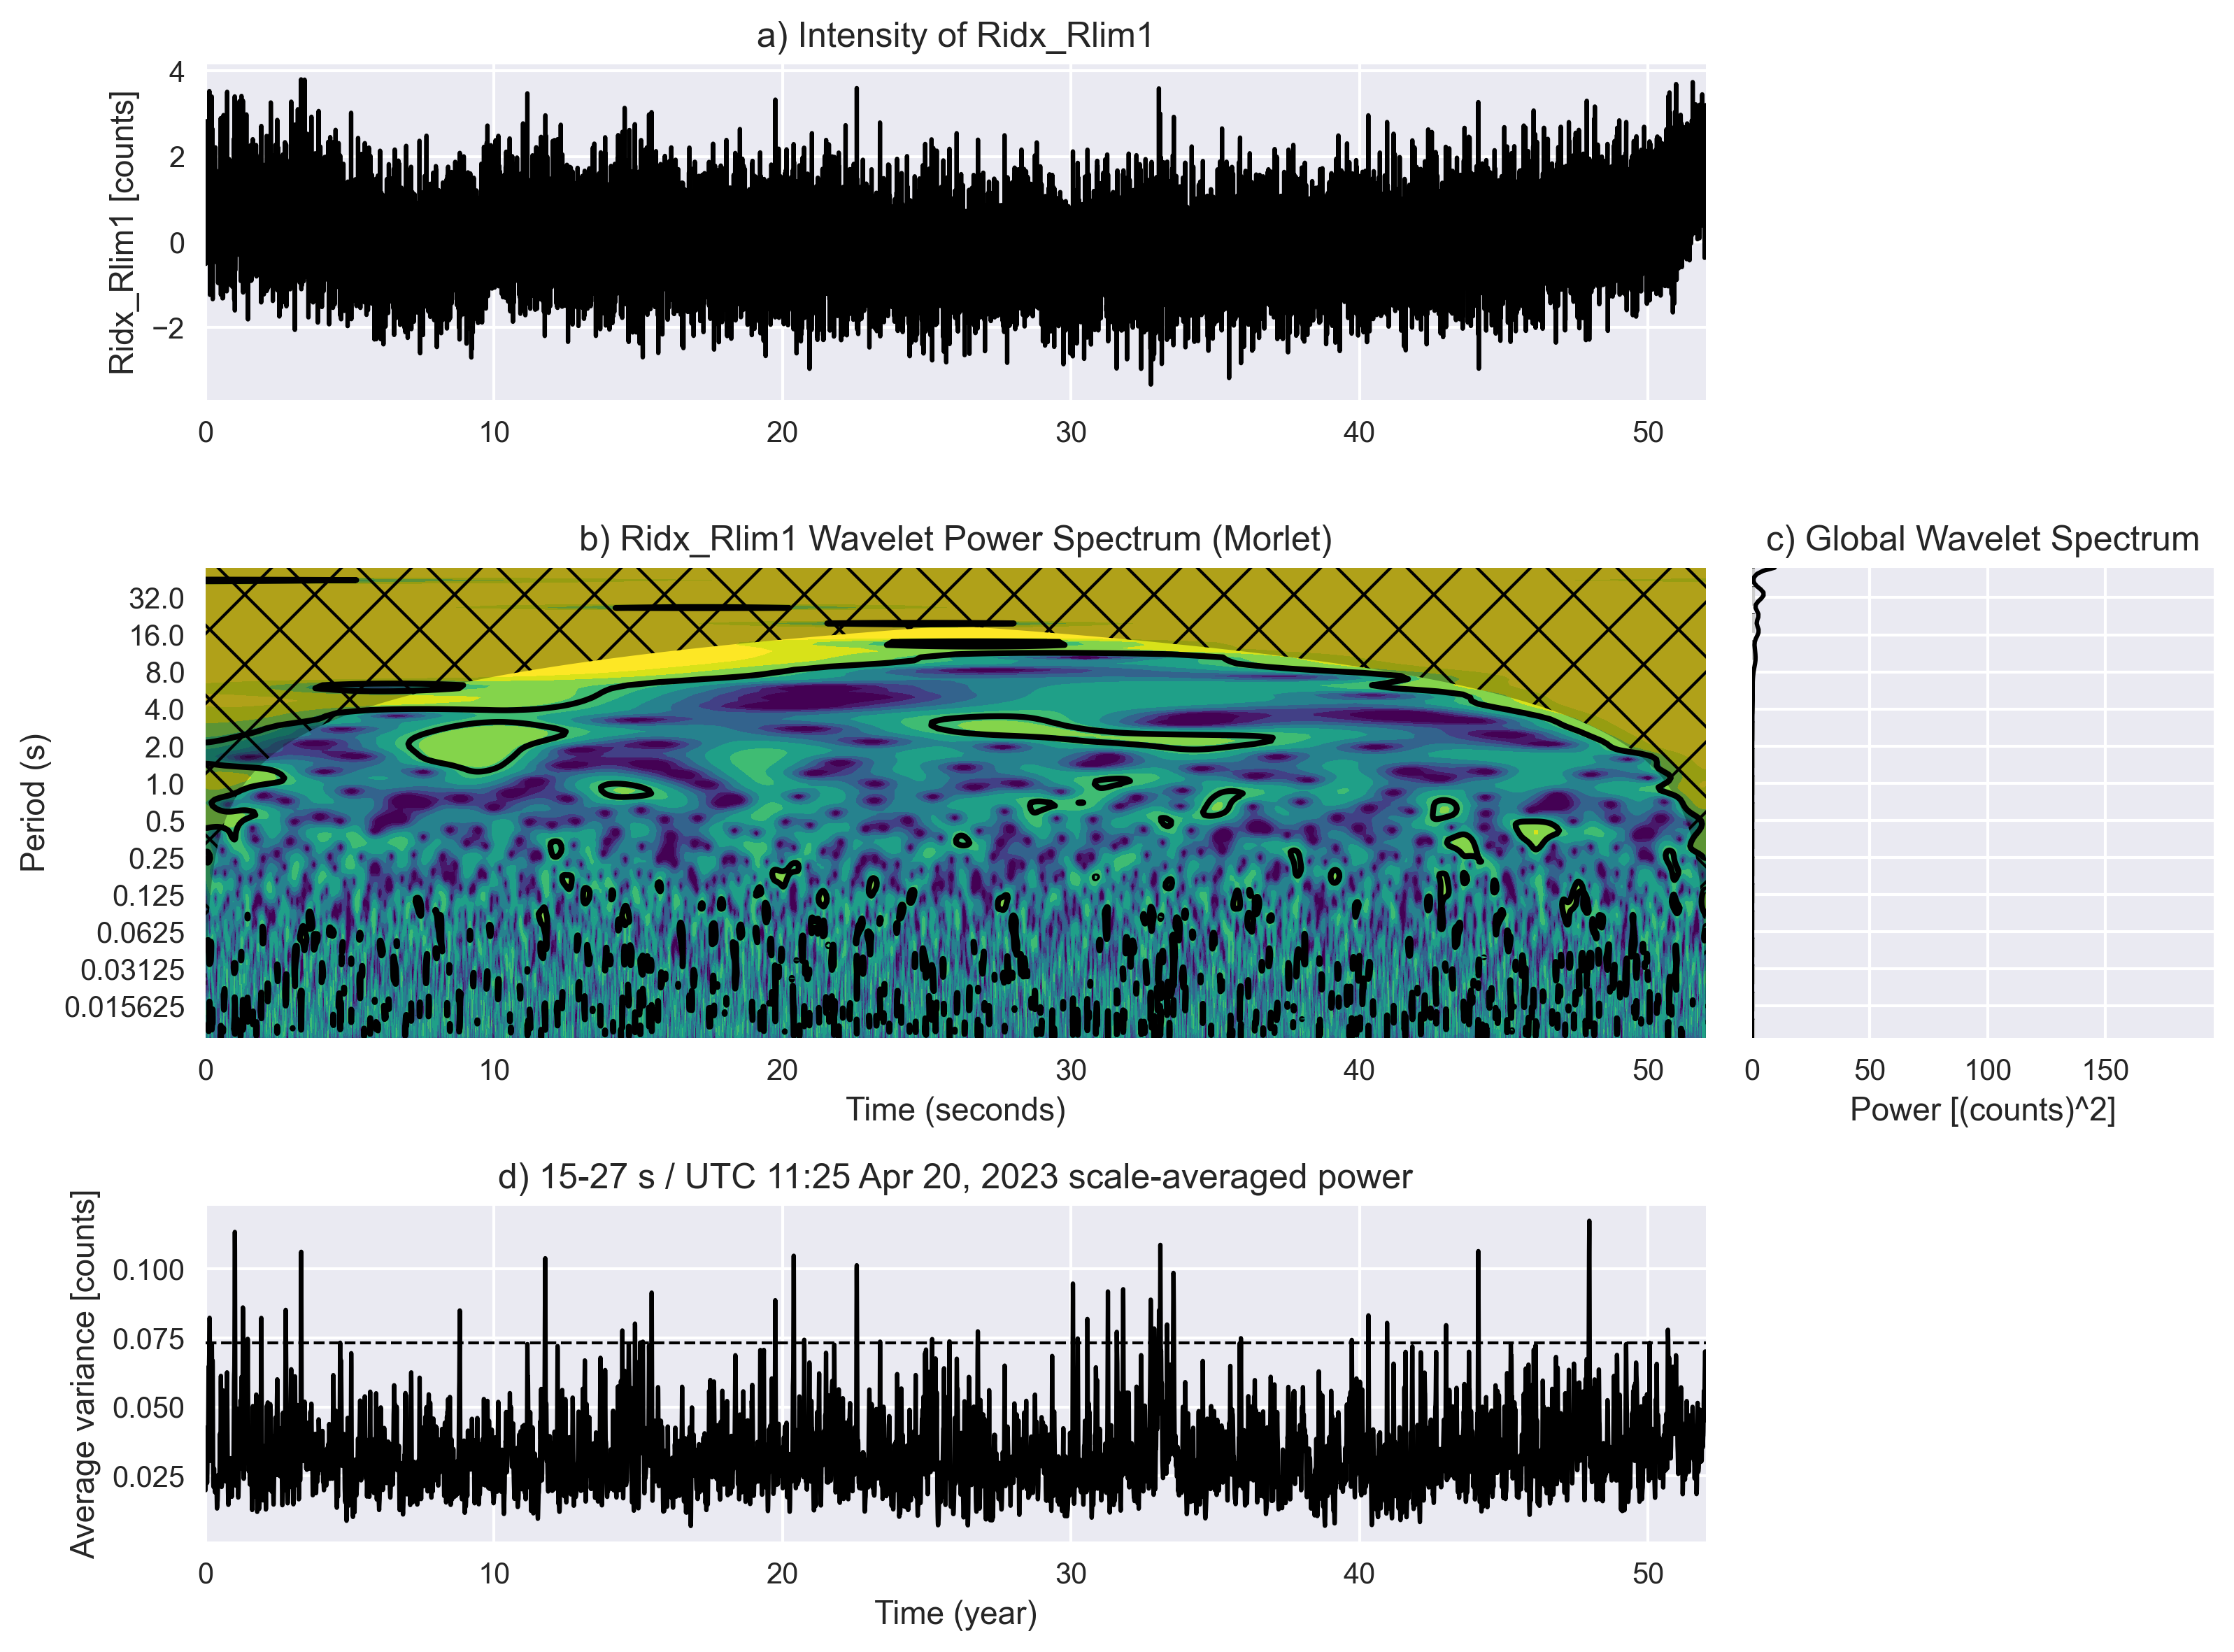 a) Intensity of Ridx_Rlim1
Ridx_Rlim1 [counts]
4
2
0
−2
0 10 20 30 40 50
b) Ridx_Rlim1 Wavelet Power Spectrum (Morlet)
Period (s)
32.0
16.0
8.0
4.0
2.0
1.0
0.5
0.25
0.125
0.0625
0.03125
0.015625
0 10 20 30 40 50
Time (seconds)
c) Global Wavelet Spectrum
0 50 100 150
Power [(counts)^2]
d) 15-27 s / UTC 11:25 Apr 20, 2023 scale-averaged power
Average variance [counts]
0.100
0.075
0.050
0.025
0 10 20 30 40 50
Time (year)